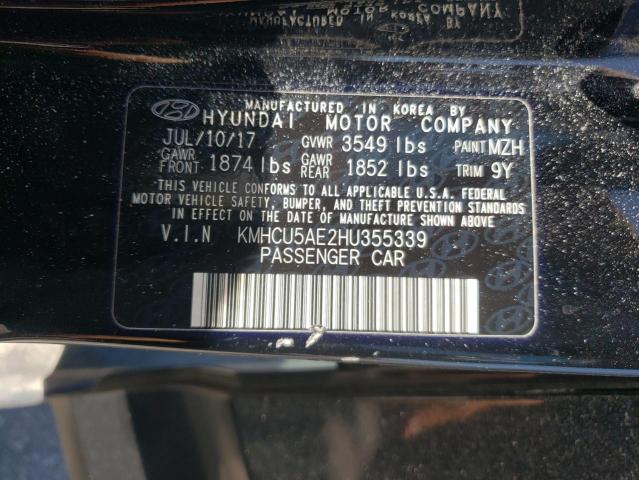 MANUFACTURED IN KOREA BY
HYUNDAI MOTOR COMPANY
JUL/10/17 GVWR 3549 lbs PAINT MZH
GAWR FRONT 1874 lbs GAWR REAR 1852 lbs TRIM 9Y
THIS VEHICLE CONFORMS TO ALL APPLICABLE U.S.A. FEDERAL
MOTOR VEHICLE SAFETY, BUMPER, AND THEFT PREVENTION STANDARDS
IN EFFECT ON THE DATE OF MANUFACTURE SHOWN ABOVE
V.I.N KMHCU5AE2HU355339
PASSENGER CAR